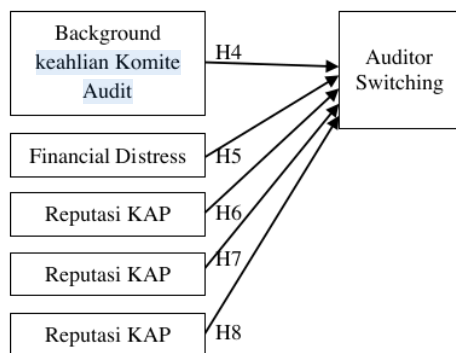 Background
keahlian Komite
Audit
H4
Auditor
Switching
Financial Distress
H5
Reputasi KAP
H6
Reputasi KAP
H7
Reputasi KAP
H8